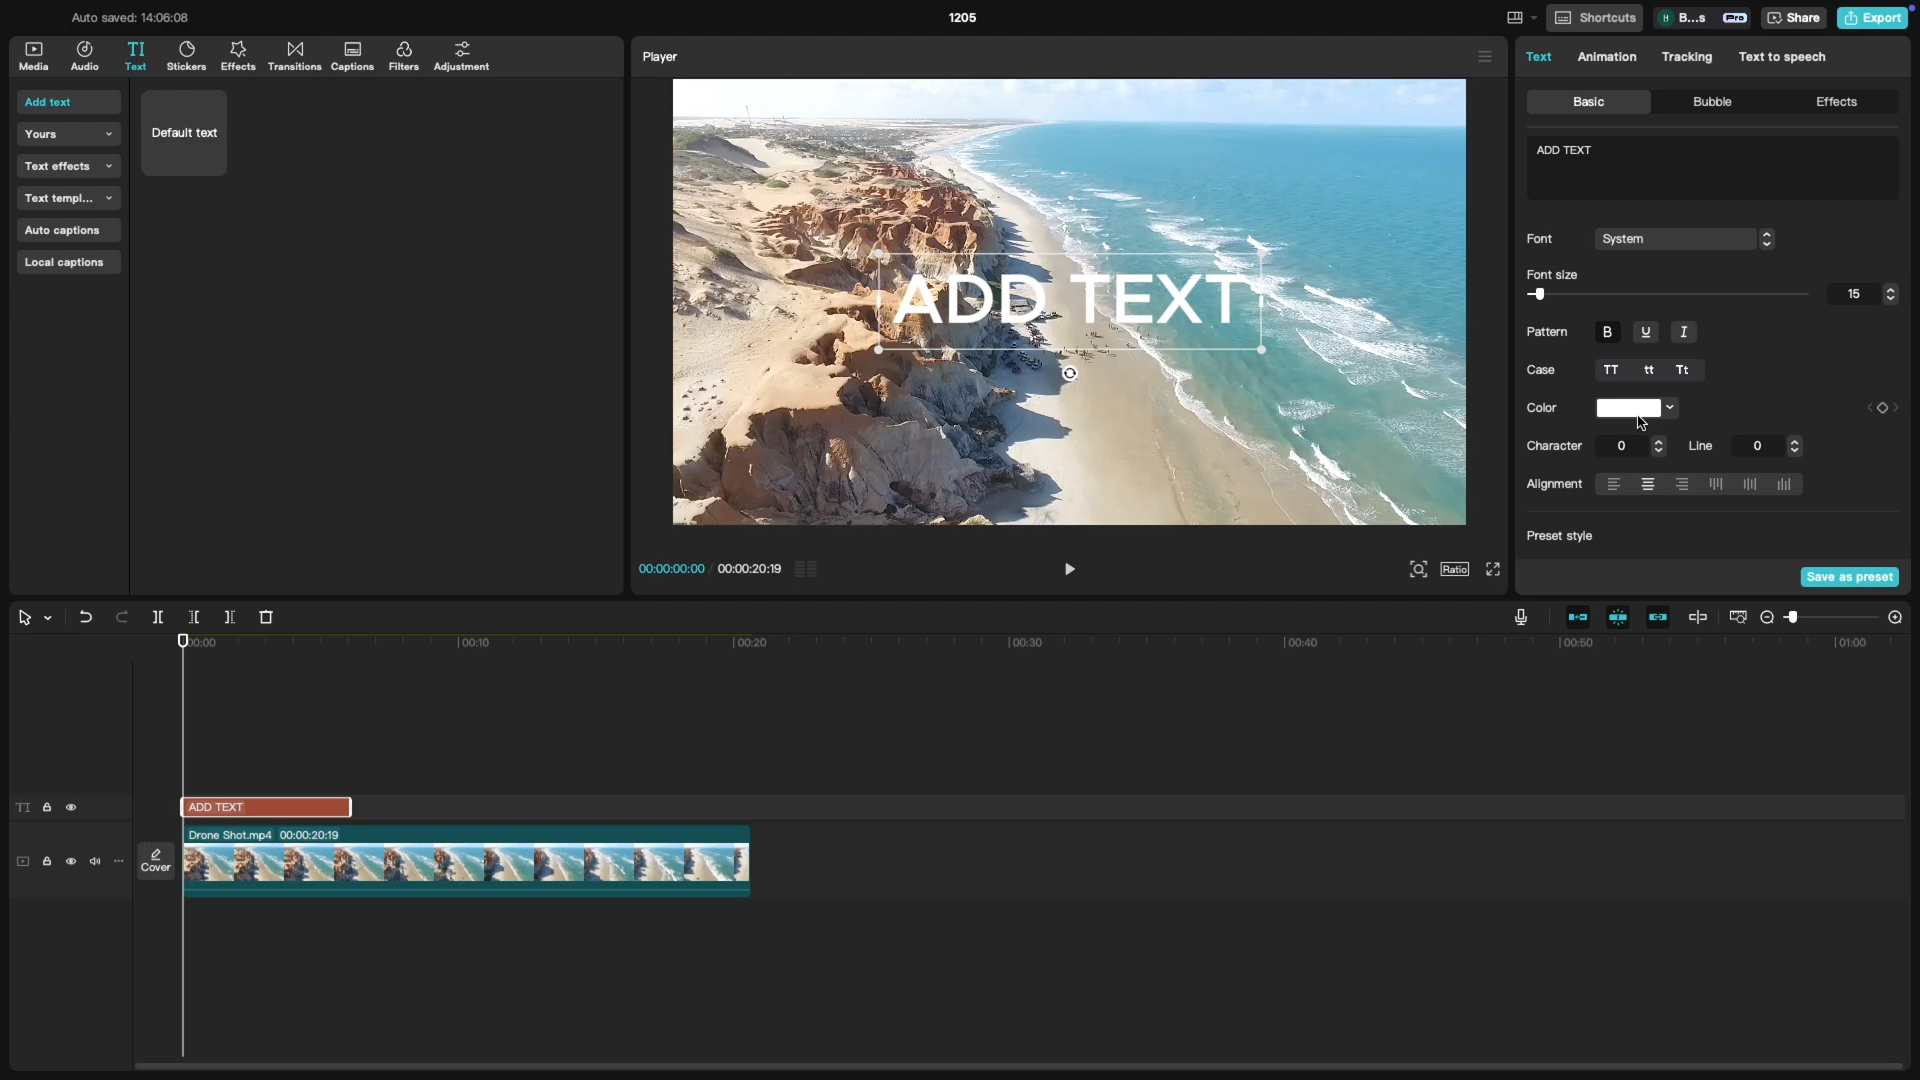 Auto saved: 14:06:08
1205
Shortcuts
B...s
Pro
Share
Export
Media
Audio
TI
Text
Stickers
Effects
Transitions
Captions
Filters
Adjustment
Add text
Yours
Text effects
Text templ...
Auto captions
Local captions
Default text
Player
ADD TEXT
00:00:00:00 / 00:00:20:19
Ratio
Text
Animation
Tracking
Text to speech
Basic
Bubble
Effects
ADD TEXT
Font
System
Font size
15
Pattern
B
U
I
Case
TT
tt
Tt
Color
Character
0
Line
0
Alignment
Preset style
Save as preset
00:00
00:10
00:20
00:30
00:40
00:50
01:00
TI
ADD TEXT
Drone Shot.mp4 00:00:20:19
Cover